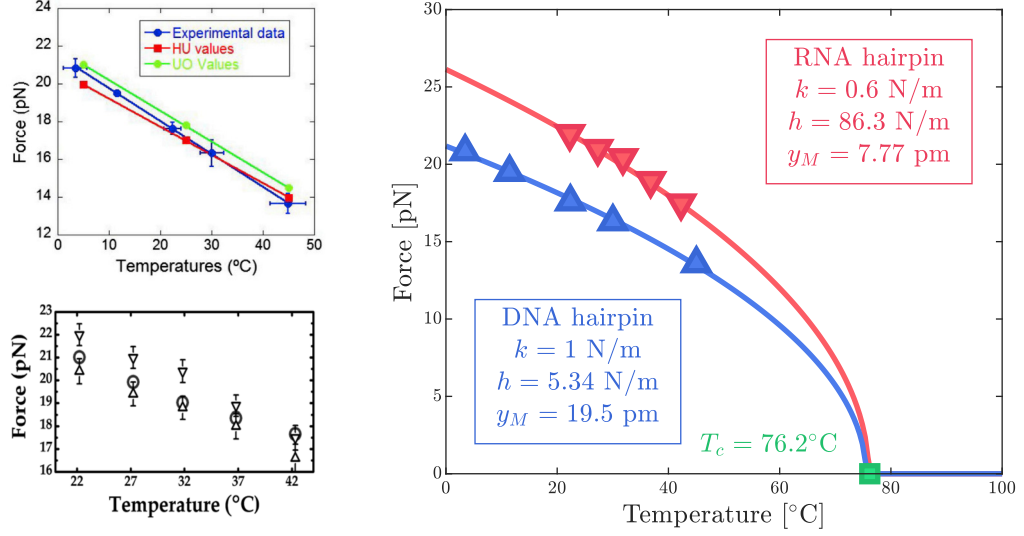 24
22
20
18
16
14
12
Force (pN)
Experimental data
HU values
UO Values
0
10
20
30
40
50
Temperatures (ºC)
23
22
21
20
19
18
17
16
Force (pN)
22
27
32
37
42
Temperature (°C)
30
25
20
15
10
5
0
Force [pN]
RNA hairpin
k = 0.6 N/m
h = 86.3 N/m
y_M = 7.77 pm
DNA hairpin
k = 1 N/m
h = 5.34 N/m
y_M = 19.5 pm
T_c = 76.2°C
0
20
40
60
80
100
Temperature [°C]